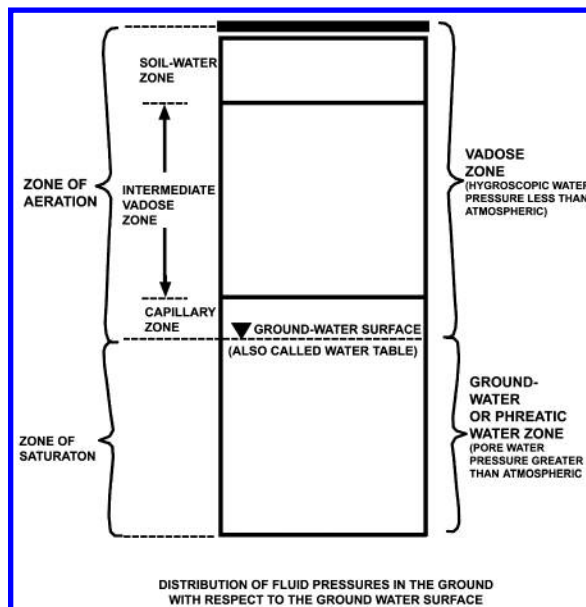 SOIL-WATER
ZONE
ZONE OF
AERATION
INTERMEDIATE
VADOSE
ZONE
VADOSE
ZONE
(HYGROSCOPIC WATER
PRESSURE LESS THAN
ATMOSPHERIC)
CAPILLARY
ZONE
GROUND-WATER SURFACE
(ALSO CALLED WATER TABLE)
ZONE OF
SATURATON
GROUND-
WATER
OR PHREATIC
WATER ZONE
(PORE WATER
PRESSURE GREATER
THAN ATMOSPHERIC
DISTRIBUTION OF FLUID PRESSURES IN THE GROUND
WITH RESPECT TO THE GROUND WATER SURFACE